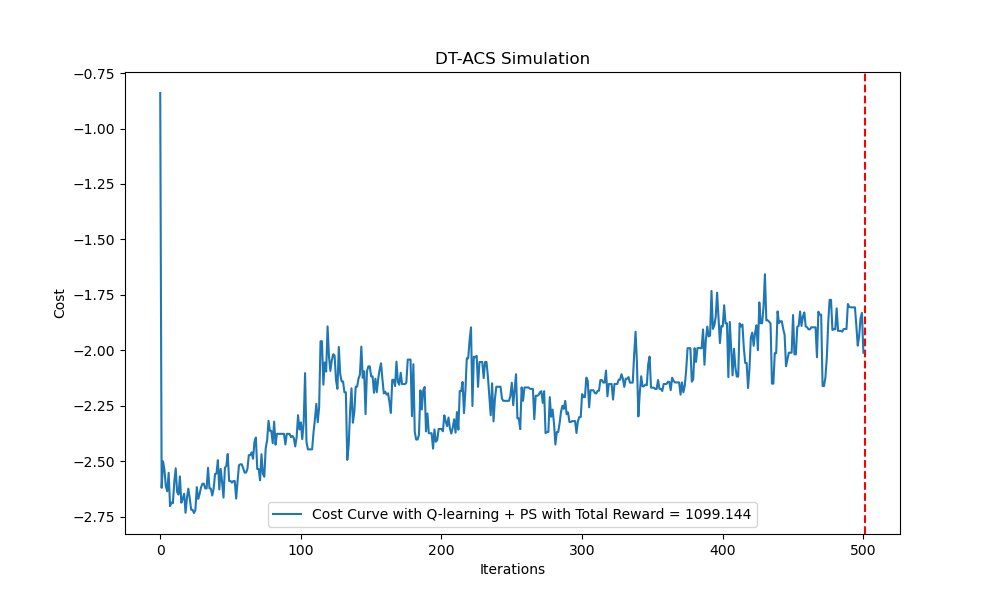 DT-ACS Simulation
−0.75
−1.00
−1.25
−1.50
−1.75
−2.00
−2.25
−2.50
−2.75
Cost
Cost Curve with Q-learning + PS with Total Reward = 1099.144
0 100 200 300 400 500
Iterations